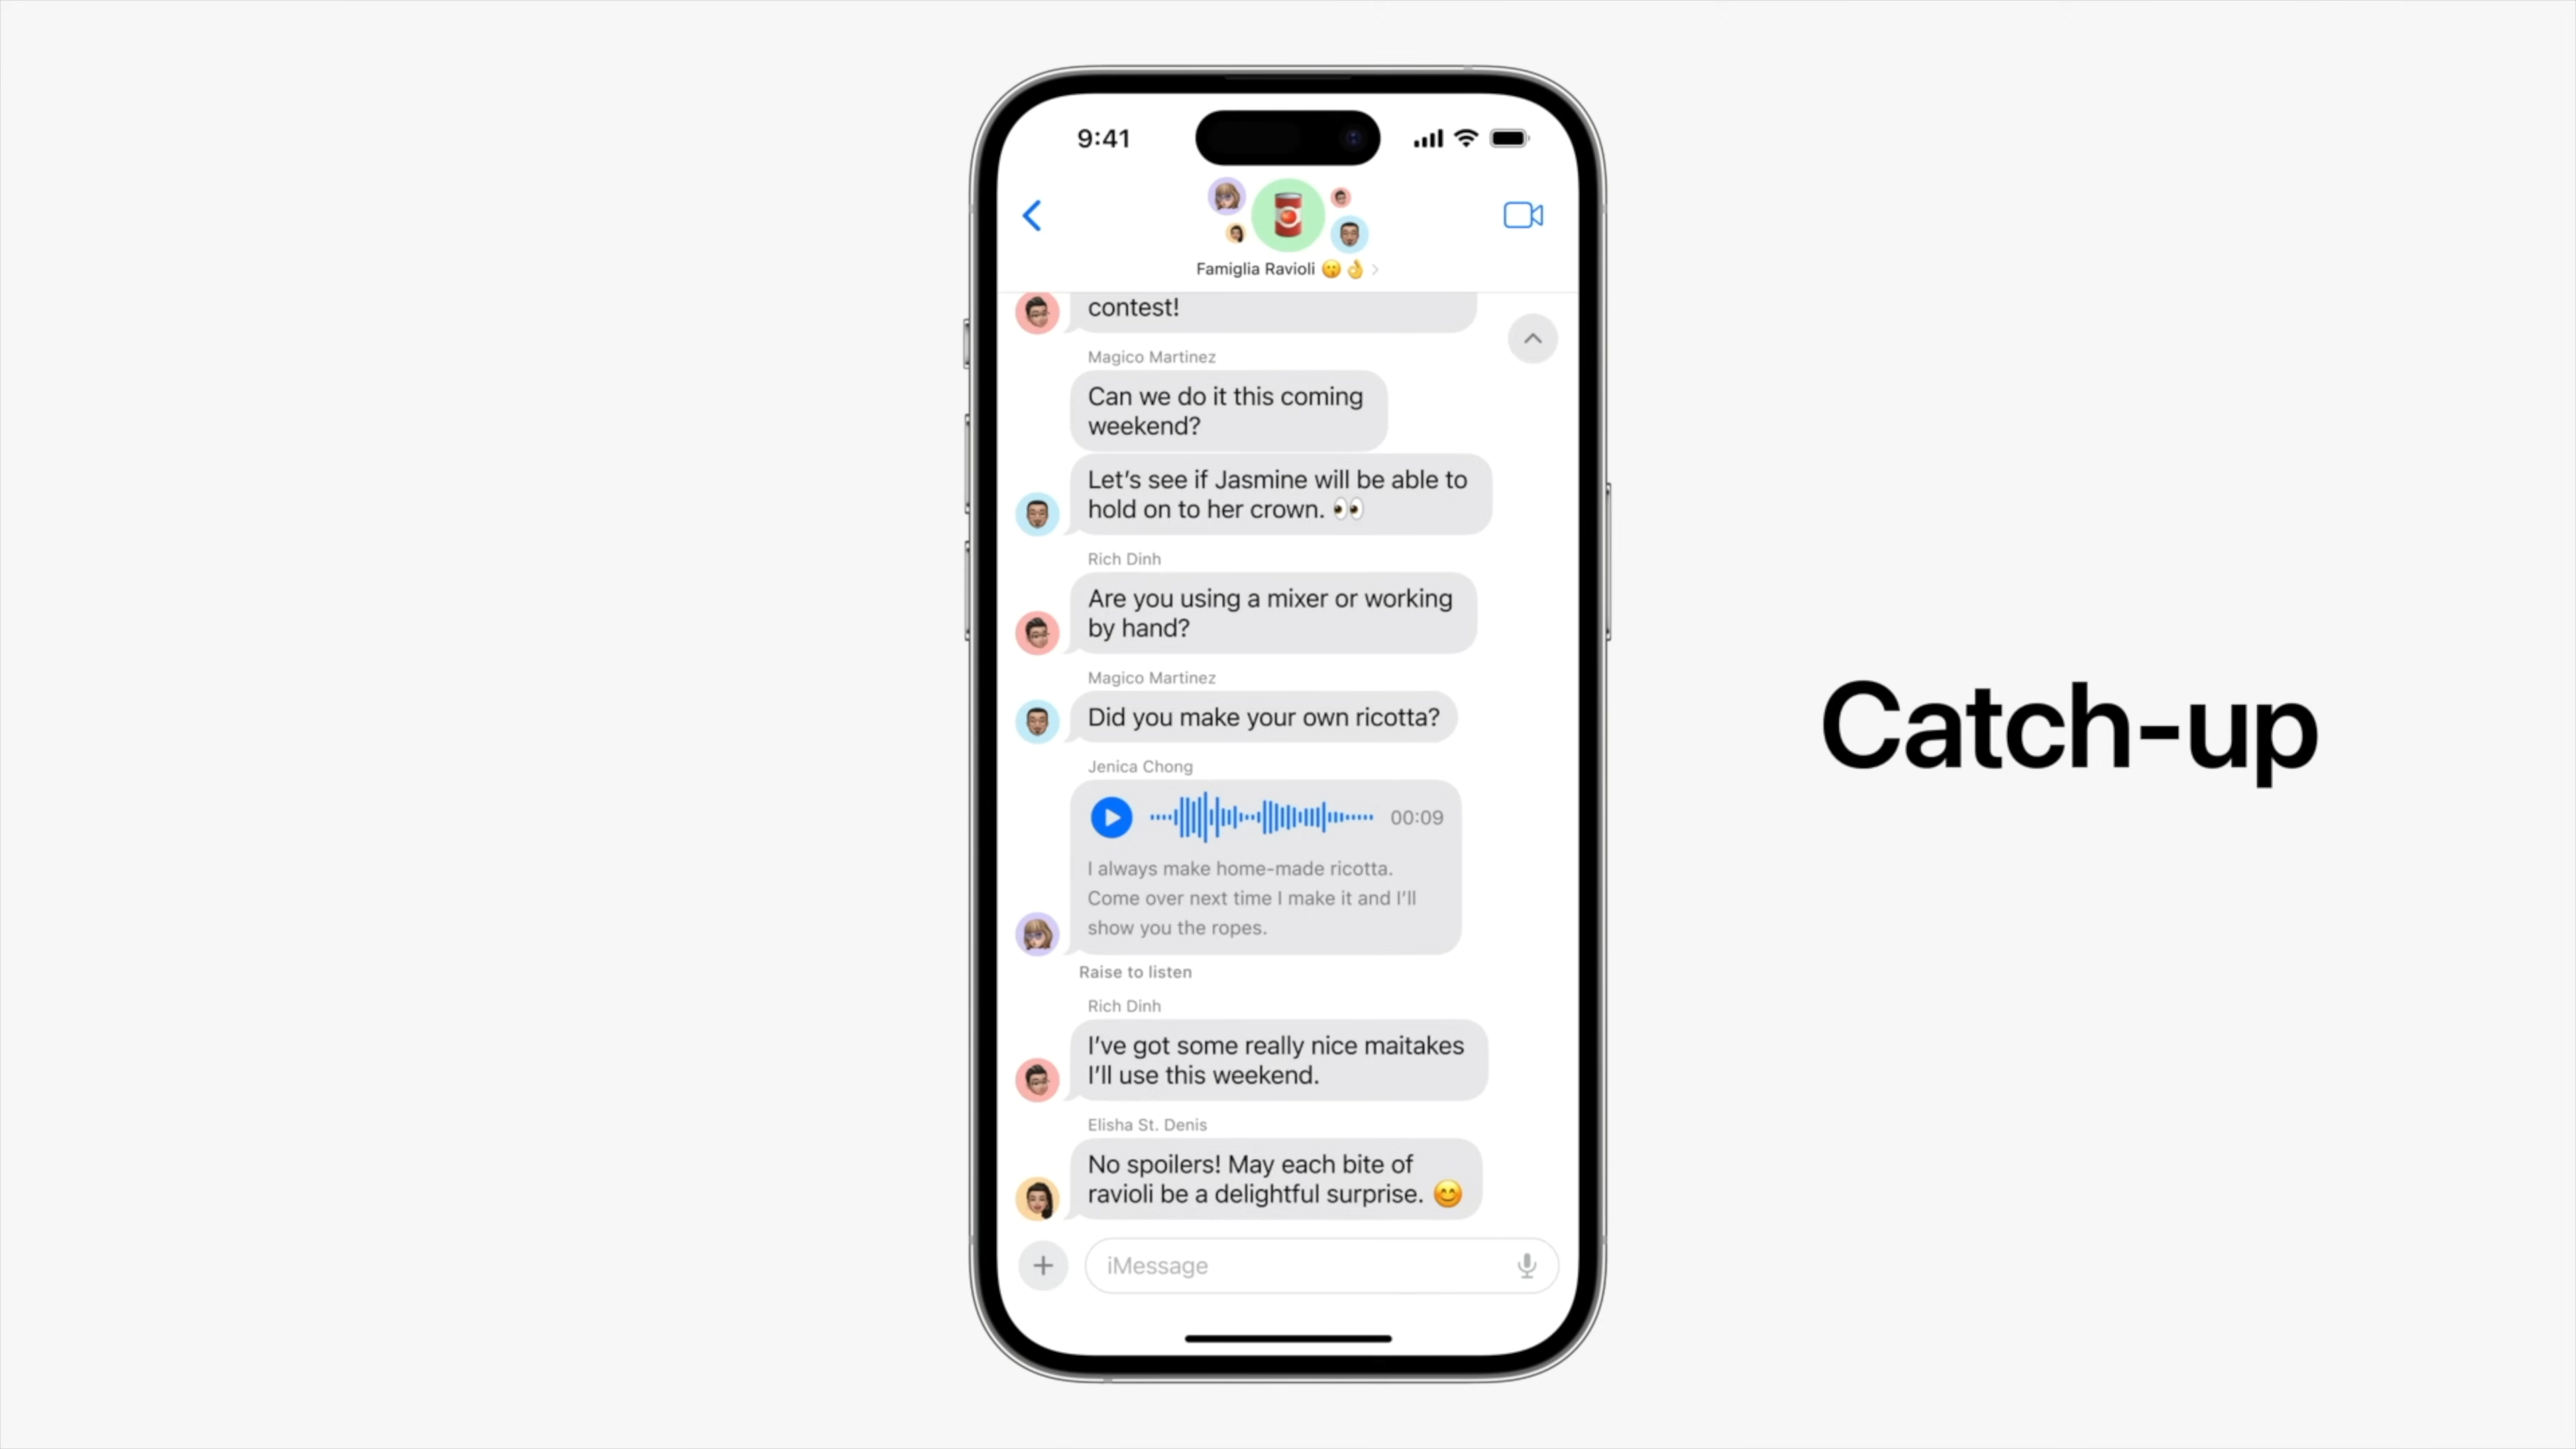 9:41
Famiglia Ravioli 😙👌
contest!
Magico Martinez
Can we do it this coming
weekend?
Let's see if Jasmine will be able to
hold on to her crown. 👀
Rich Dinh
Are you using a mixer or working
by hand?
Magico Martinez
Did you make your own ricotta?
Jenica Chong
00:09
I always make home-made ricotta.
Come over next time I make it and I'll
show you the ropes.
Raise to listen
Rich Dinh
I've got some really nice maitakes
I'll use this weekend.
Elisha St. Denis
No spoilers! May each bite of
ravioli be a delightful surprise. 😊
iMessage
Catch-up